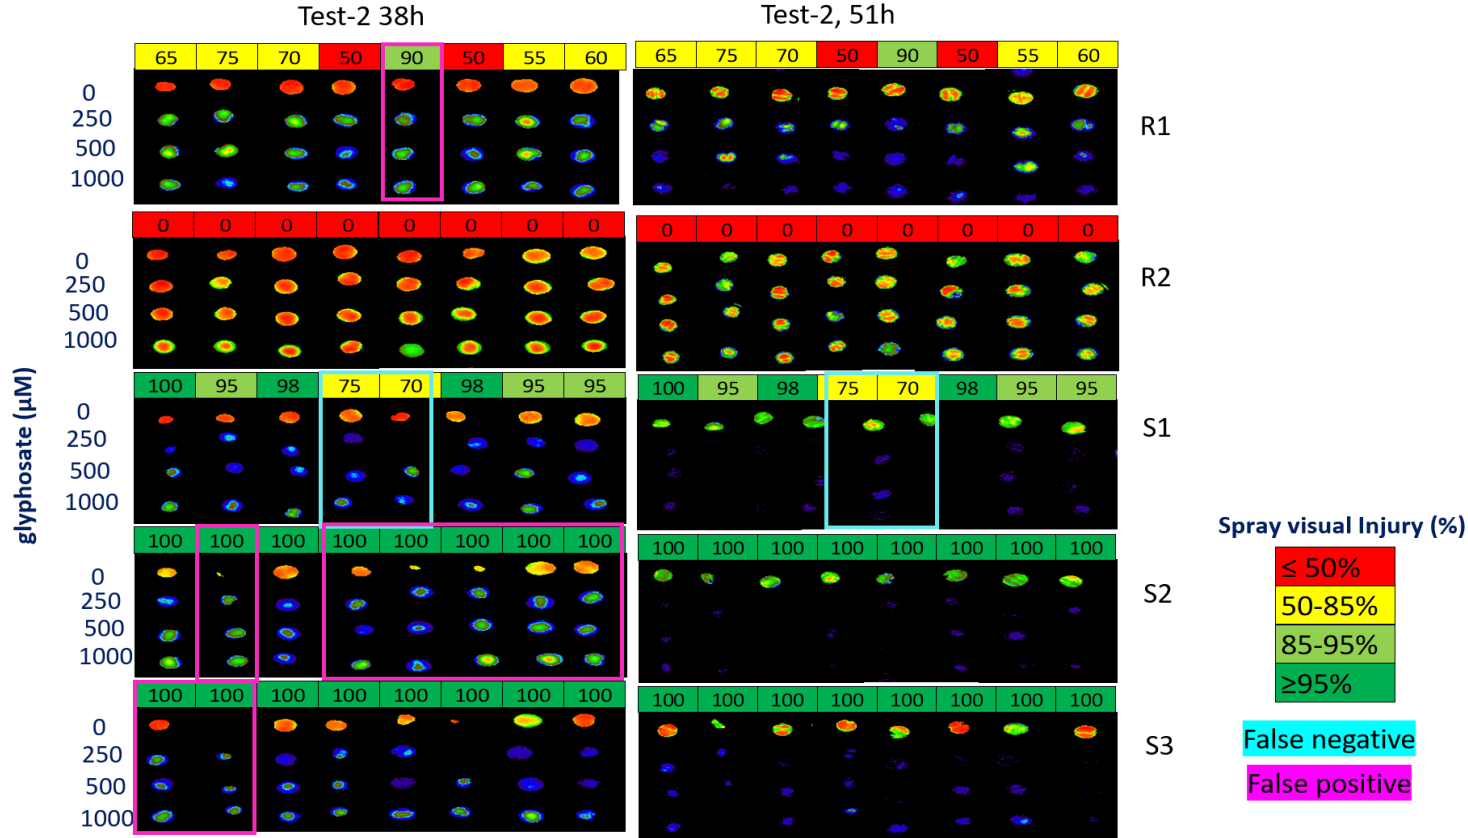 Test-2 38h
Test-2, 51h
65 75 70 50 90 50 55 60
65 75 70 50 90 50 55 60
0
250
500
1000
R1
0 0 0 0 0 0 0 0
0 0 0 0 0 0 0 0
0
250
500
1000
R2
glyphosate (µM)
100 95 98 75 70 98 95 95
100 95 98 75 70 98 95 95
0
250
500
1000
S1
100 100 100 100 100 100 100 100
100 100 100 100 100 100 100 100
0
250
500
1000
S2
100 100 100 100 100 100 100 100
100 100 100 100 100 100 100 100
0
250
500
1000
S3
Spray visual Injury (%)
≤ 50%
50-85%
85-95%
≥95%
False negative
False positive